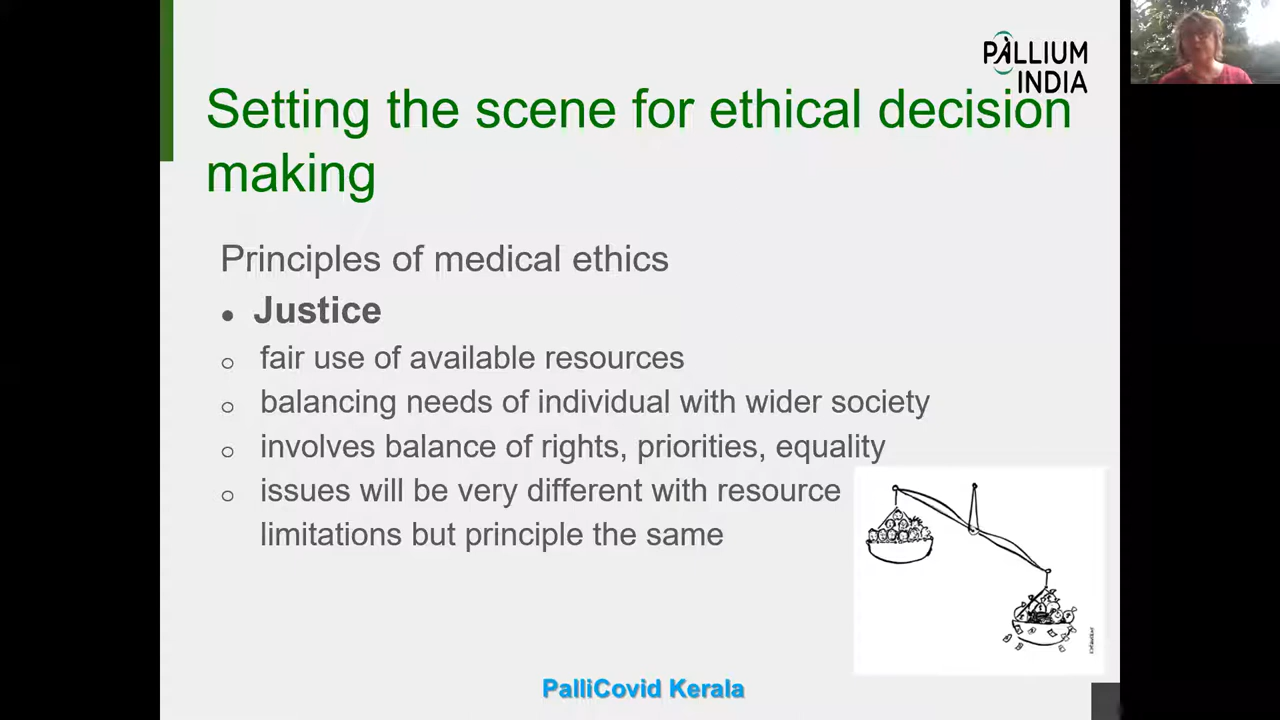 PALLIUM
INDIA
Setting the scene for ethical decision
making
Principles of medical ethics
• Justice
o fair use of available resources
o balancing needs of individual with wider society
o involves balance of rights, priorities, equality
o issues will be very different with resource
limitations but principle the same
PalliCovid Kerala